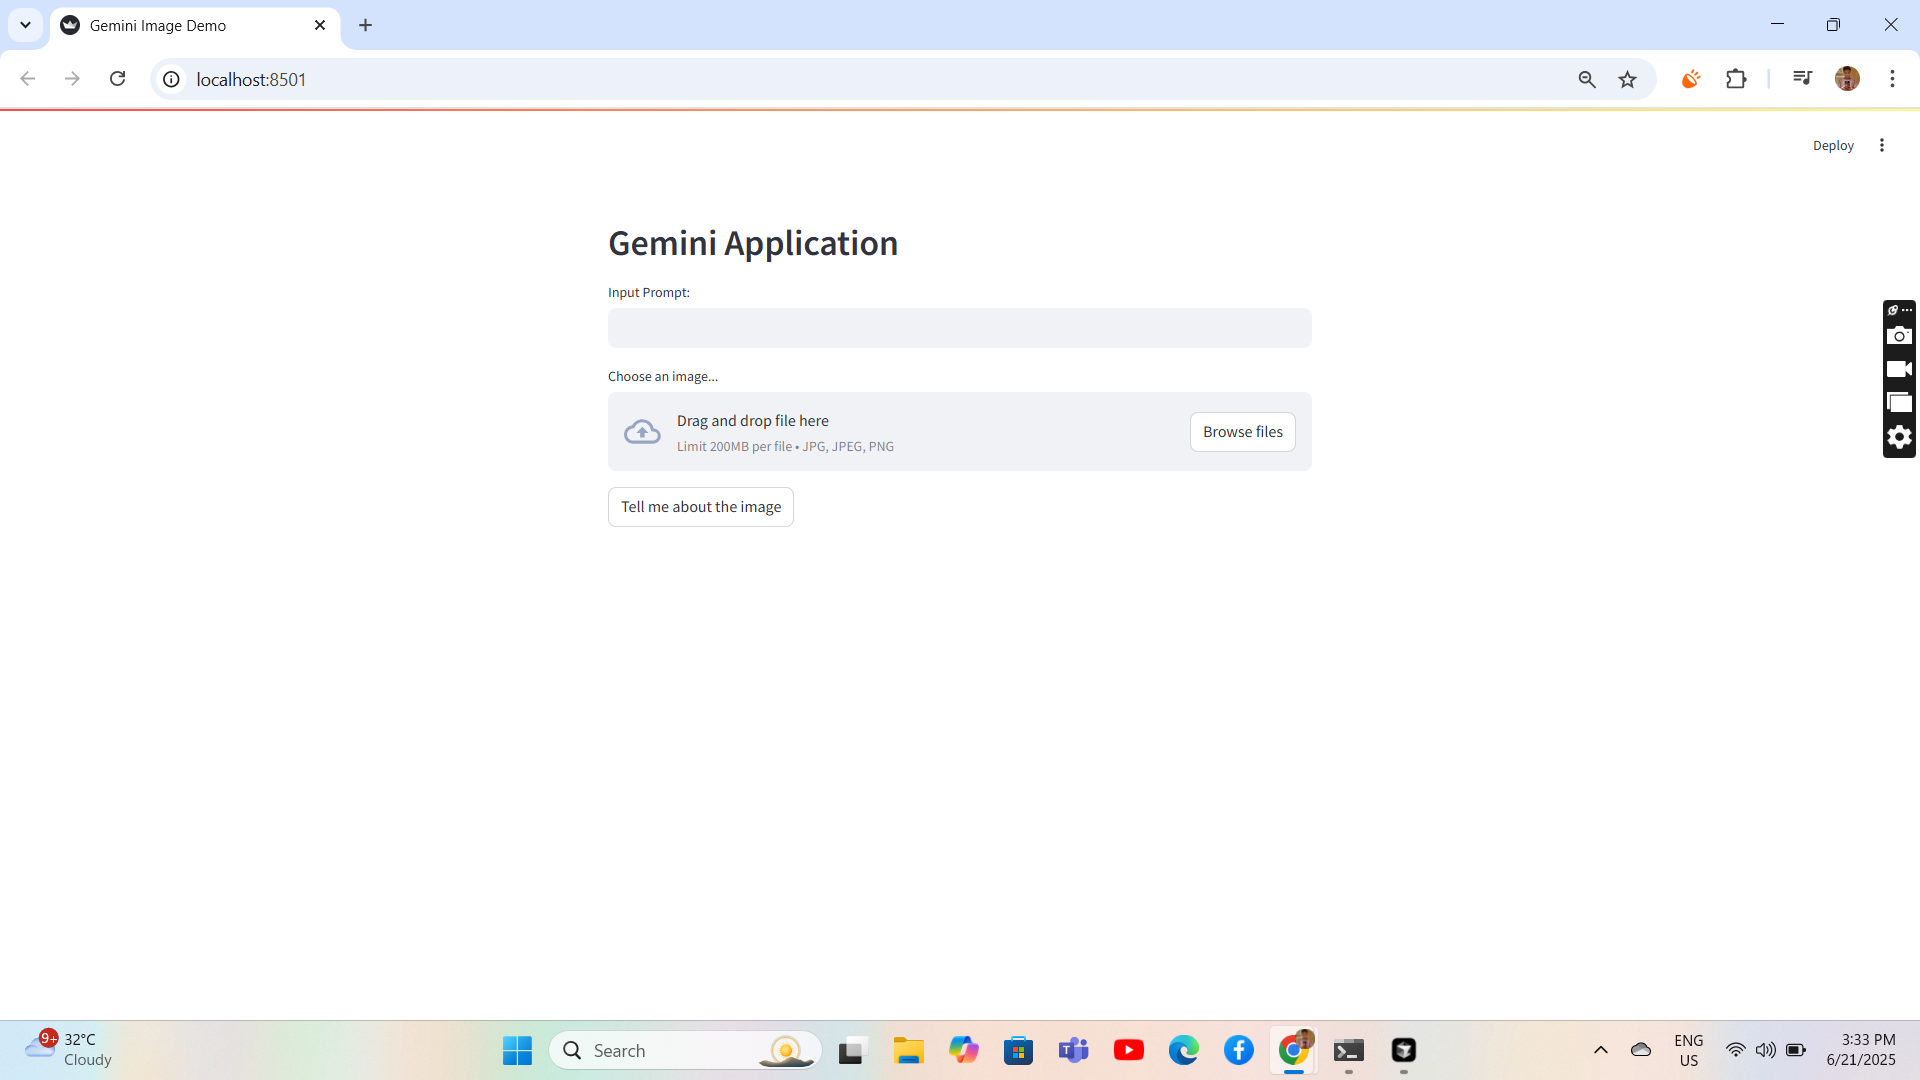 Gemini Image Demo
localhost:8501
Deploy
Gemini Application
Input Prompt:
Choose an image...
Drag and drop file here
Limit 200MB per file • JPG, JPEG, PNG
Browse files
Tell me about the image
9+
32°C
Cloudy
Search
ENG
US
3:33 PM
6/21/2025